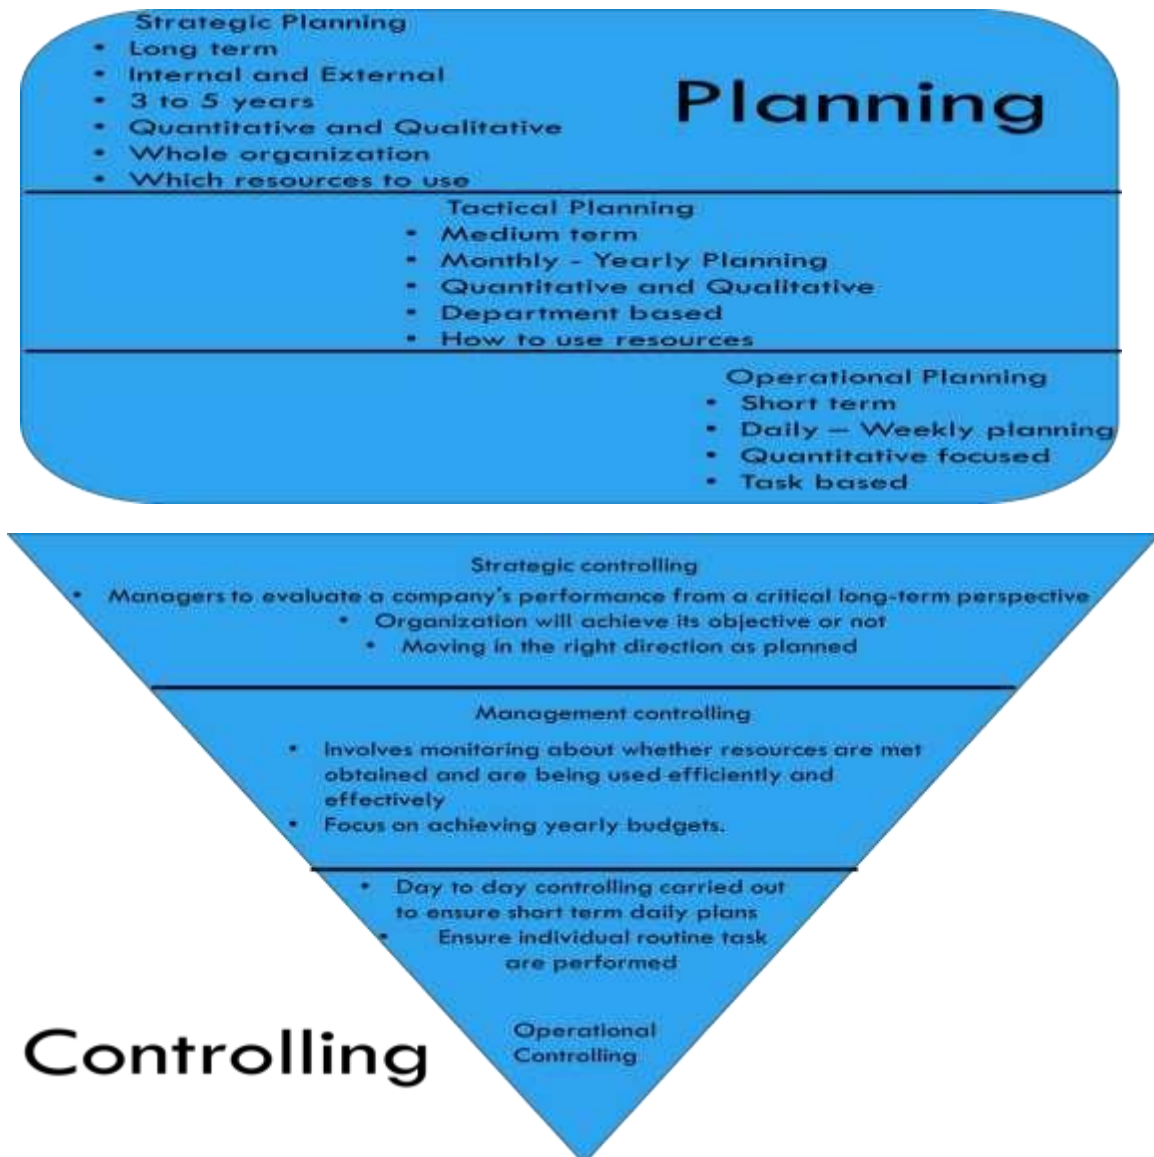 Strategic Planning
• Long term
• Internal and External
• 3 to 5 years
• Quantitative and Qualitative
• Whole organization
• Which resources to use
Planning
Tactical Planning
• Medium term
• Monthly - Yearly Planning
• Quantitative and Qualitative
• Department based
• How to use resources
Operational Planning
• Short term
• Daily – Weekly planning
• Quantitative focused
• Task based
Strategic controlling
• Managers to evaluate a company's performance from a critical long-term perspective
• Organization will achieve its objective or not
• Moving in the right direction as planned
Management controlling
• Involves monitoring about whether resources are met
obtained and are being used efficiently and
effectively
• Focus on achieving yearly budgets.
• Day to day controlling carried out
to ensure short term daily plans
• Ensure individual routine task
are performed
Operational
Controlling
Controlling